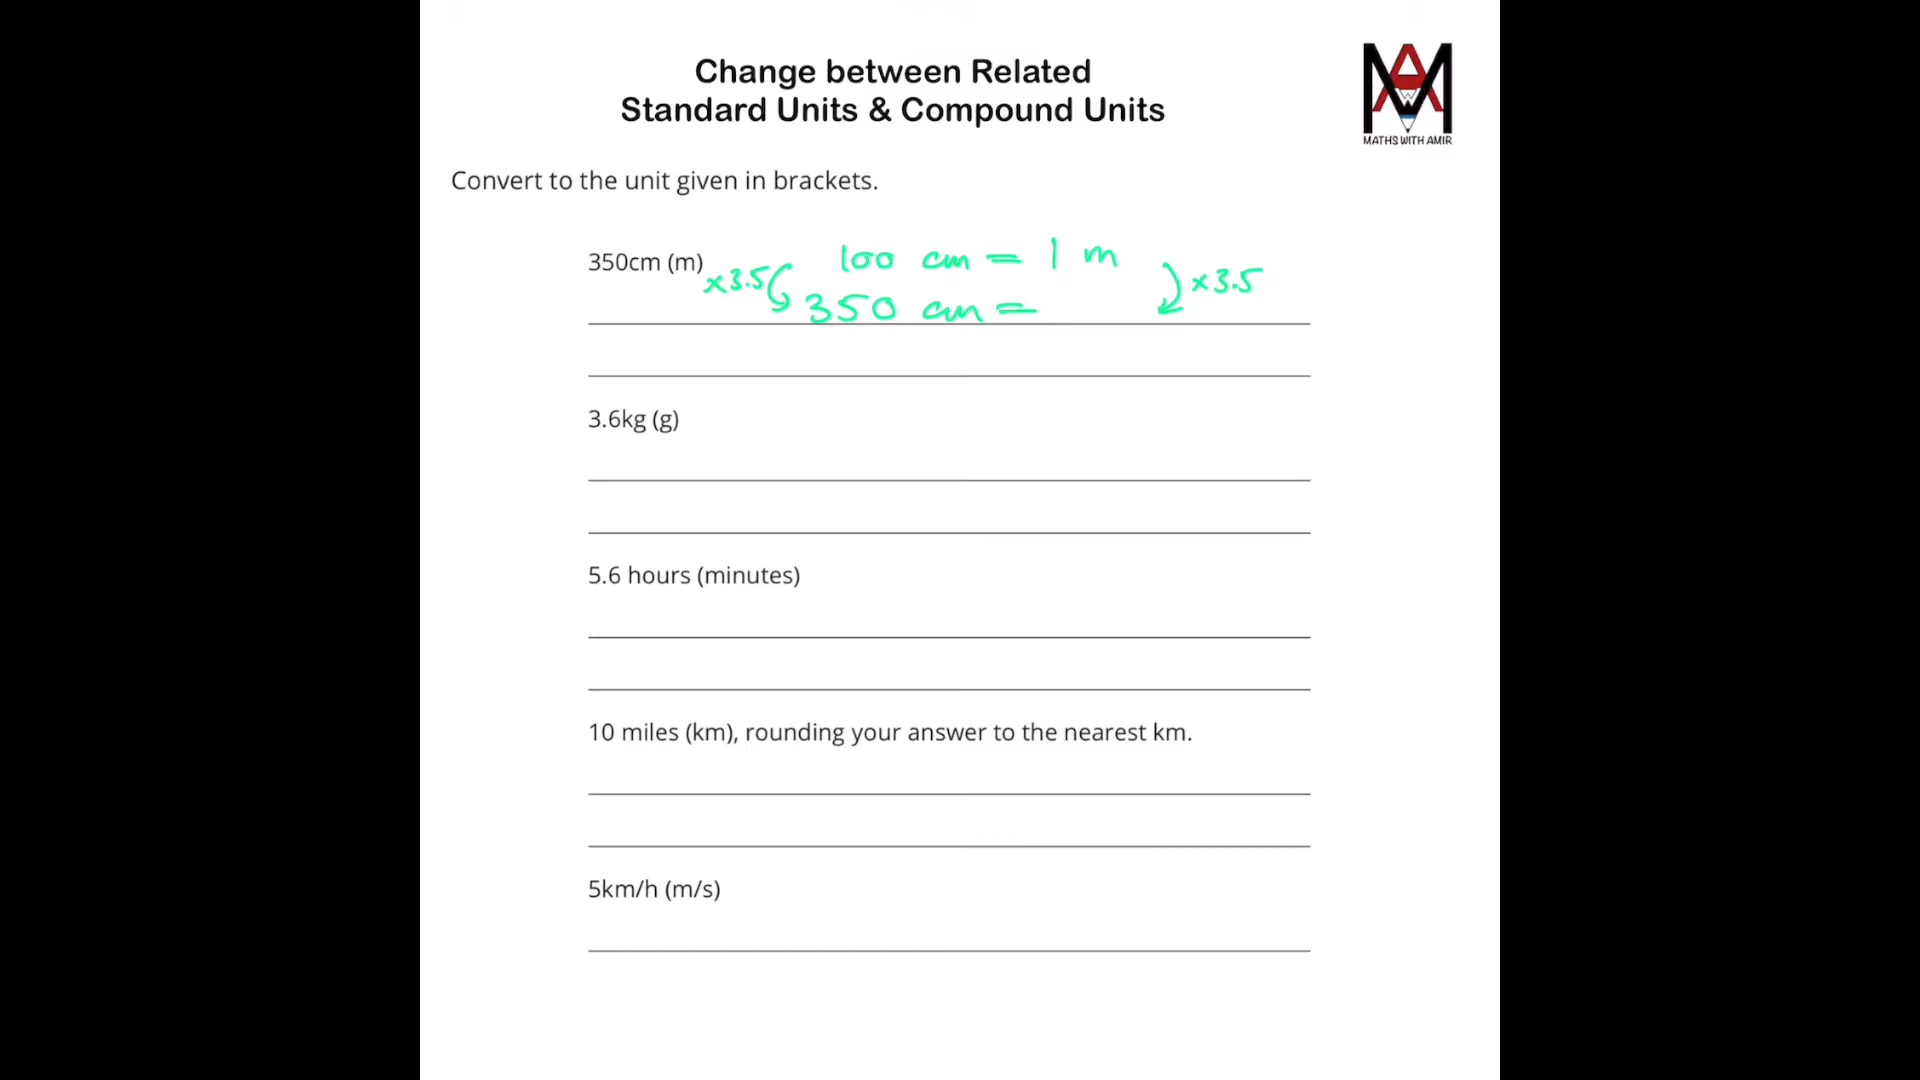 Change between Related
Standard Units & Compound Units
MATHS WITH AMIR
Convert to the unit given in brackets.
350cm (m)
100 cm = 1 m
x3.5
350 cm =
x3.5
3.6kg (g)
5.6 hours (minutes)
10 miles (km), rounding your answer to the nearest km.
5km/h (m/s)